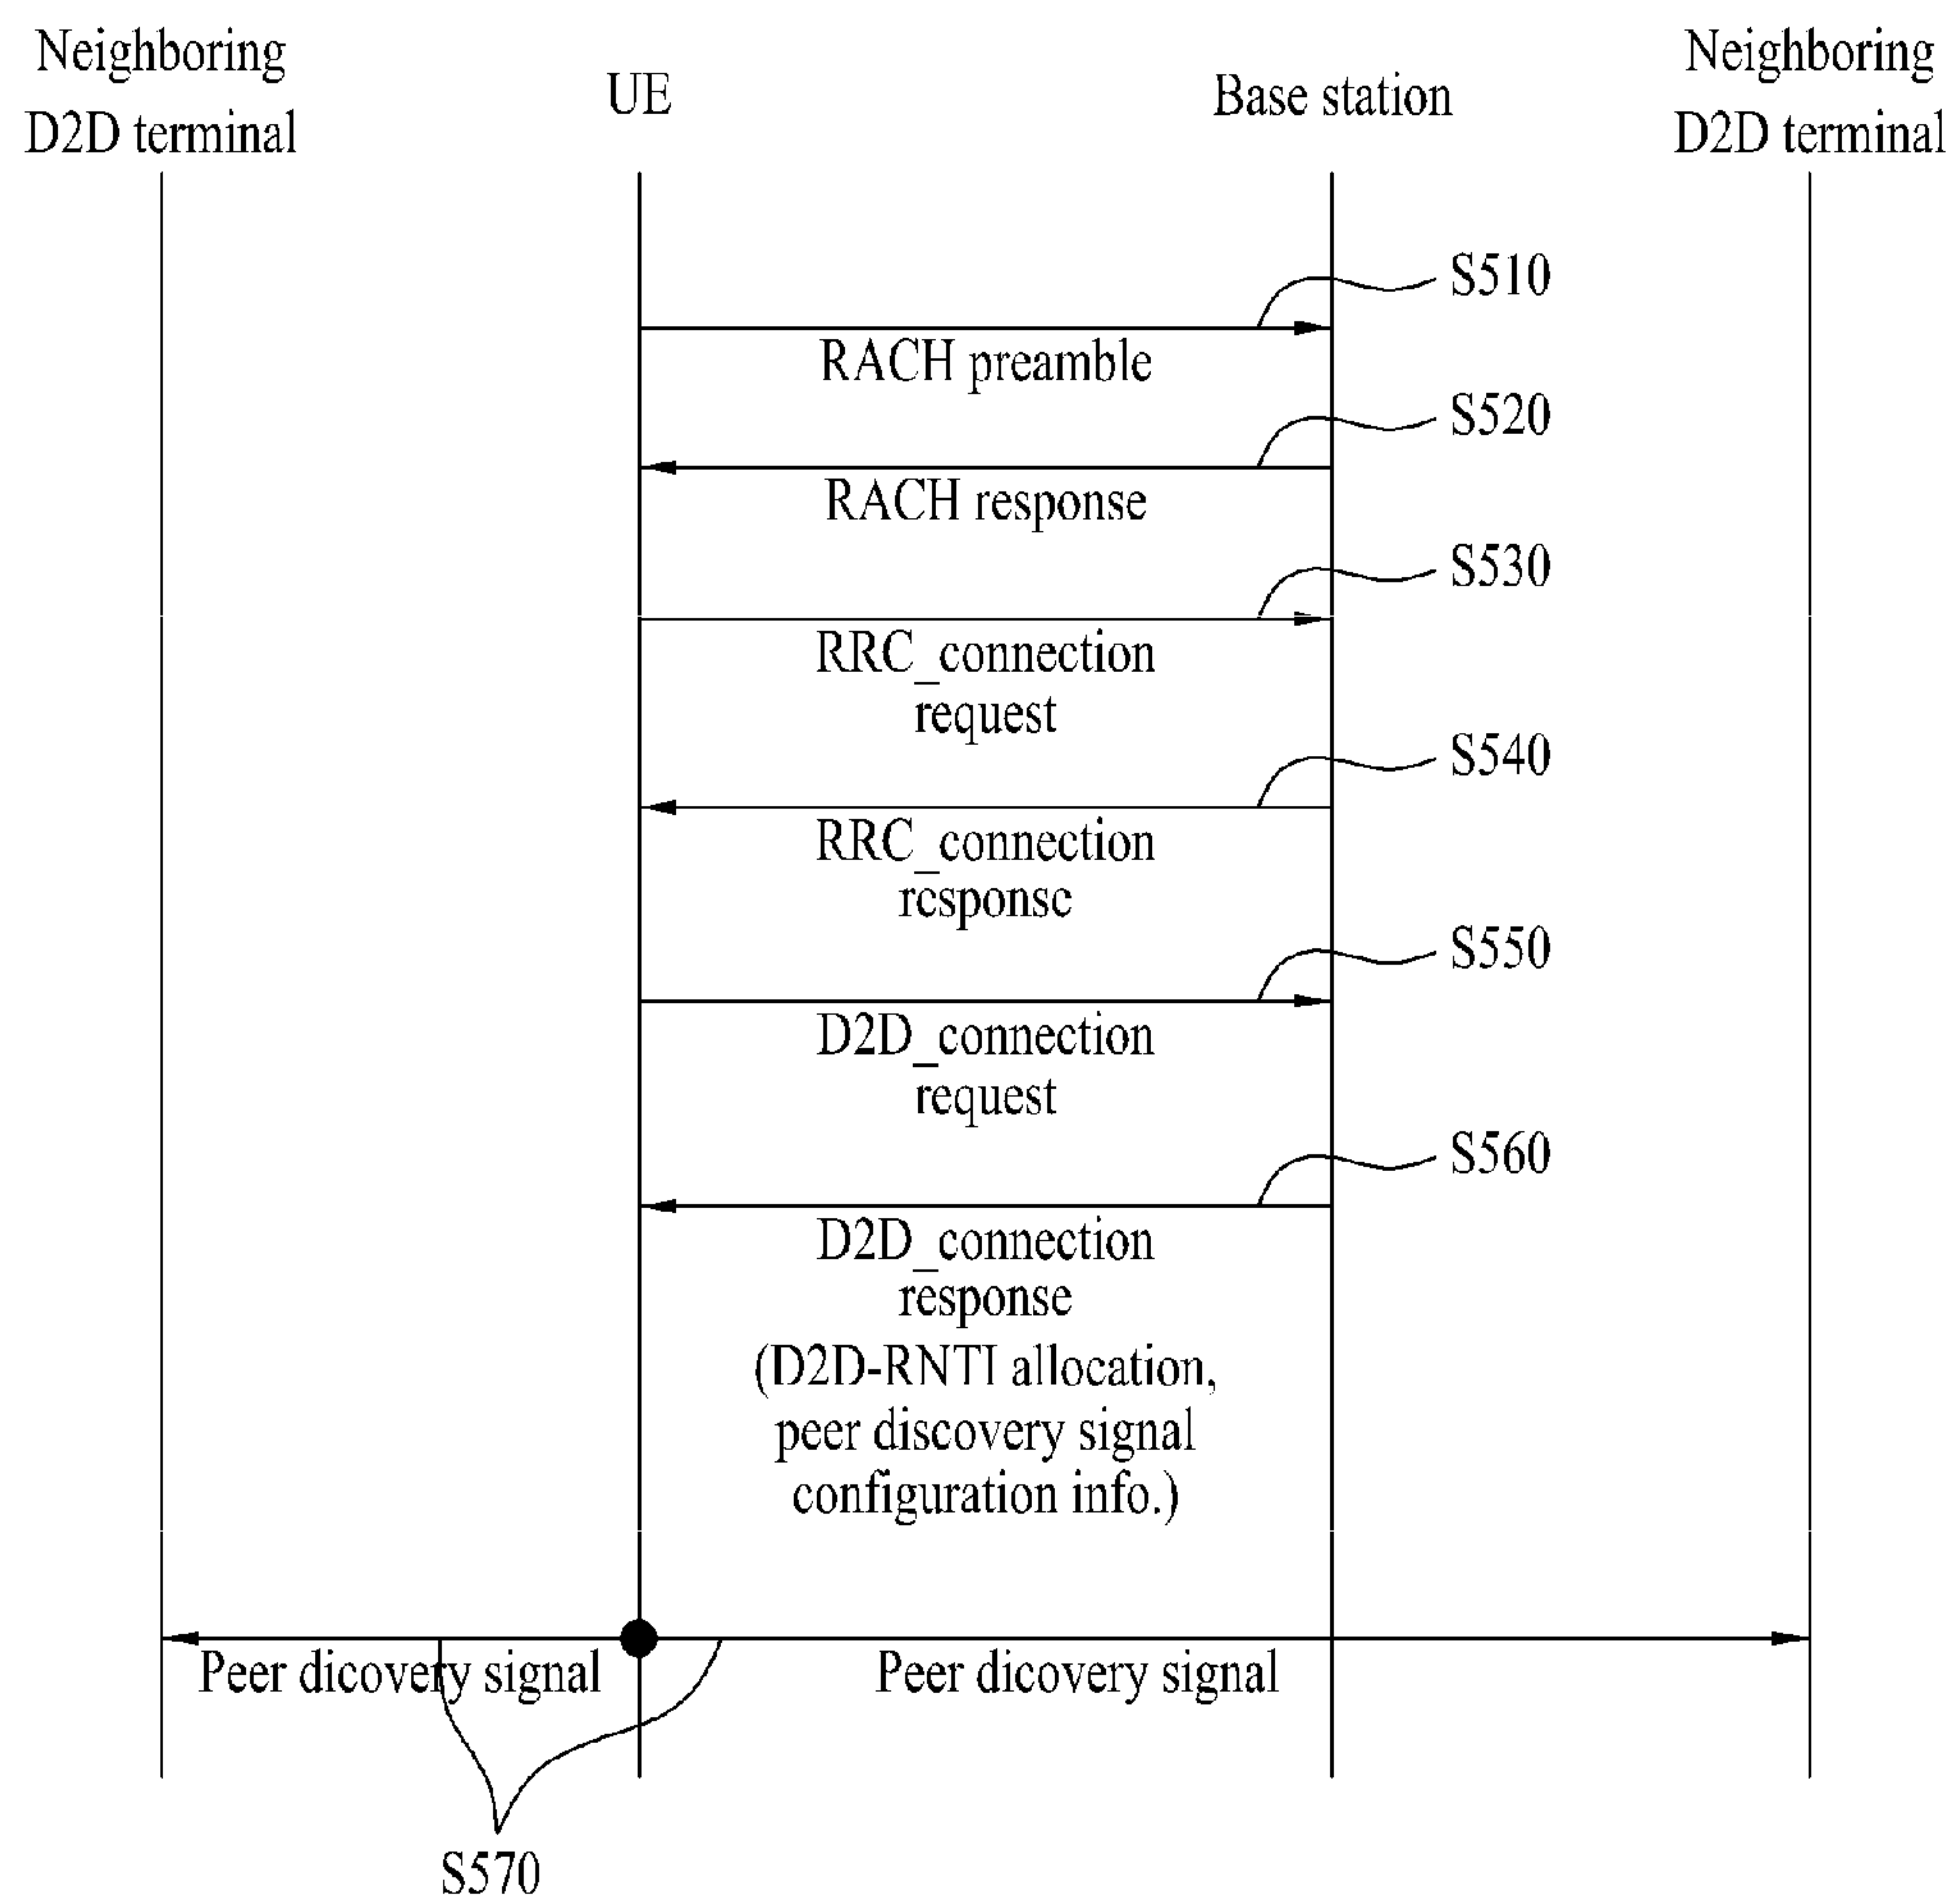 Neighboring
D2D terminal
UE
Base station
Neighboring
D2D terminal
S510
RACH preamble
S520
RACH response
S530
RRC_connection
request
S540
RRC_connection
response
S550
D2D_connection
request
S560
D2D_connection
response
(D2D-RNTI allocation,
peer discovery signal
configuration info.)
Peer dicovery signal
Peer dicovery signal
S570